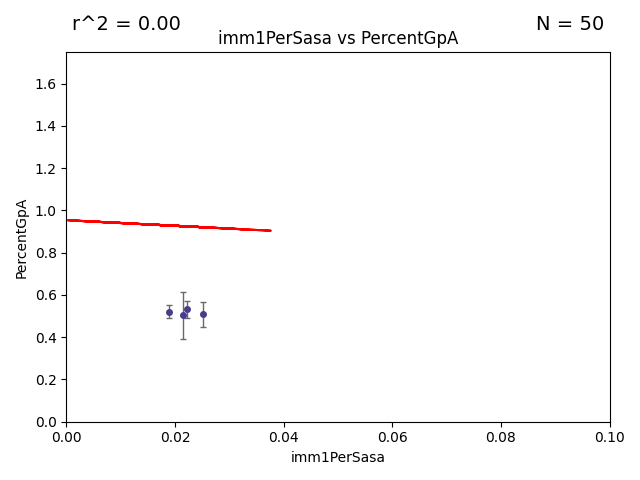 r^2 = 0.00
N = 50
imm1PerSasa vs PercentGpA
PercentGpA
1.6
1.4
1.2
1.0
0.8
0.6
0.4
0.2
0.0
0.00 0.02 0.04 0.06 0.08 0.10
imm1PerSasa